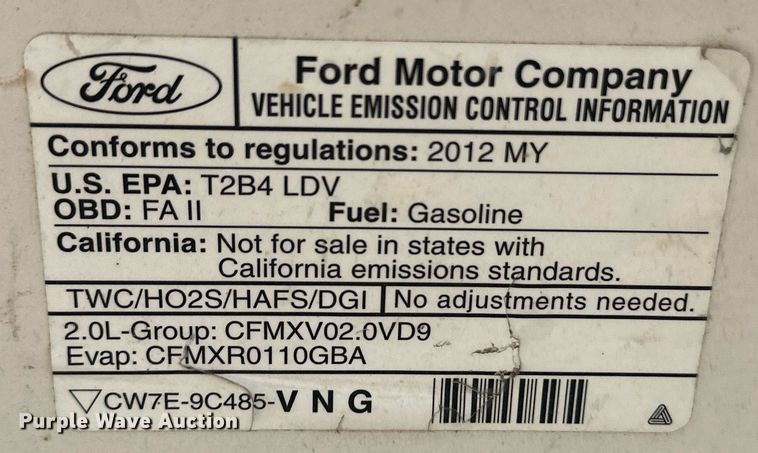 Ford
Ford Motor Company
VEHICLE EMISSION CONTROL INFORMATION
Conforms to regulations: 2012 MY
U.S. EPA: T2B4 LDV
OBD: FA II Fuel: Gasoline
California: Not for sale in states with
California emissions standards.
TWC/HO2S/HAFS/DGI No adjustments needed.
2.0L-Group: CFMXV02.0VD9
Evap: CFMXR0110GBA
CW7E-9C485-V N G
Purple Wave Auction